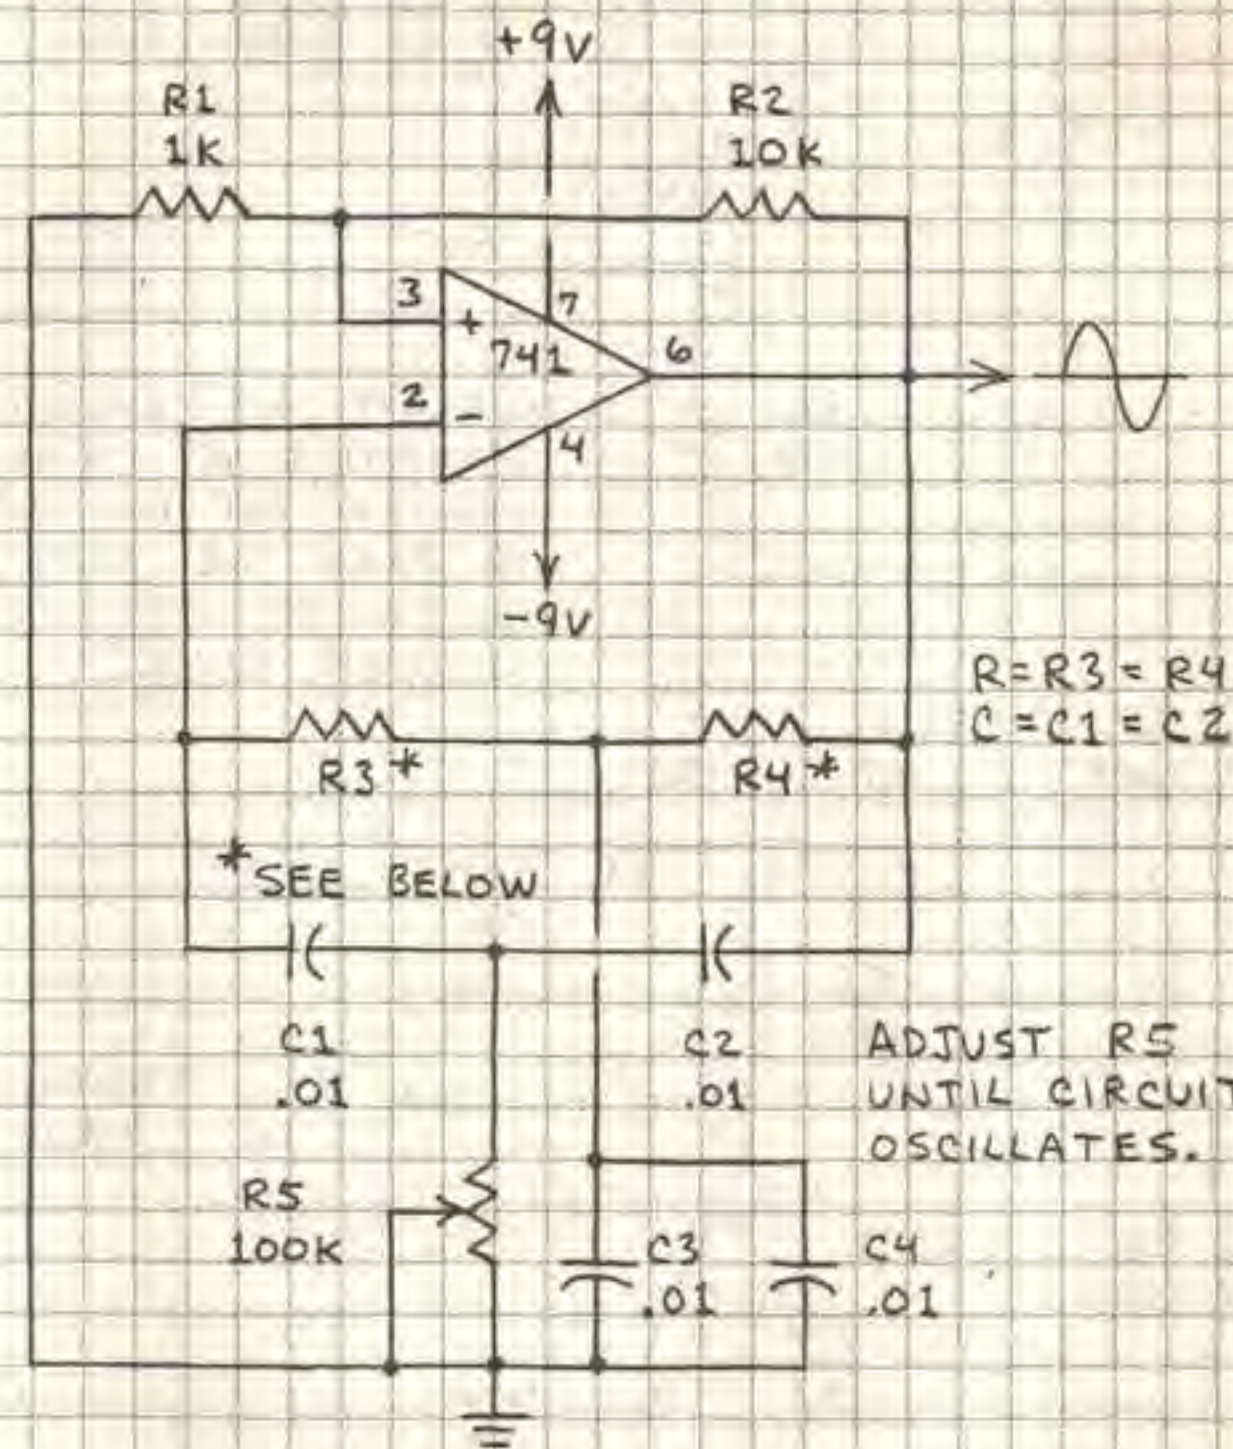 +9V
R1
1K
R2
10K
3
+
7
741
6
2
-
4
-9V
R=R3=R4
C=C1=C2
R3*
R4*
*SEE BELOW
C1
.01
C2
.01
ADJUST R5
UNTIL CIRCUIT
OSCILLATES.
R5
100K
C3
.01
C4
.01